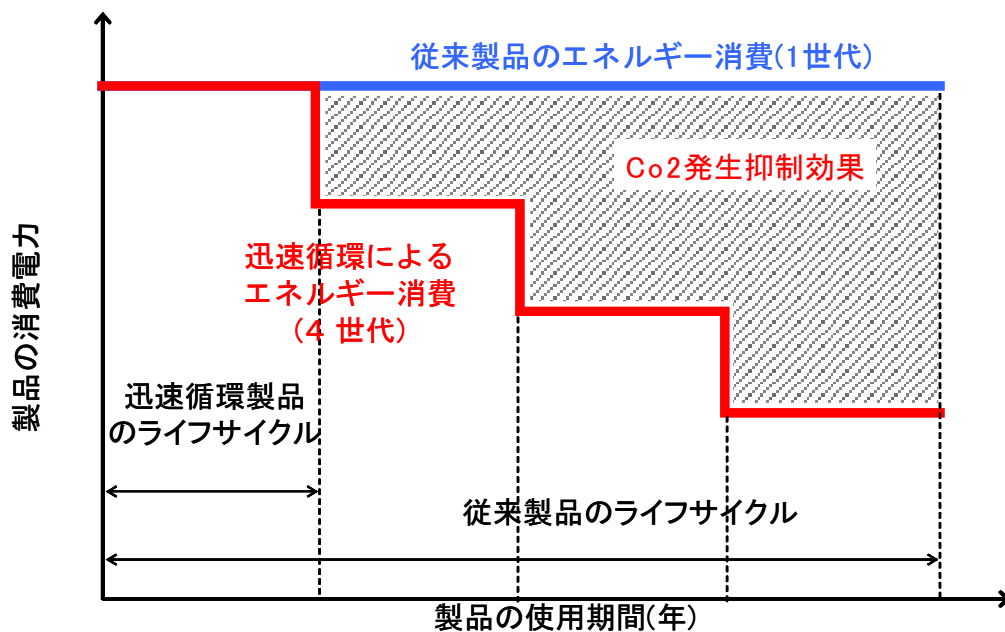 従来製品のエネルギー消費(1世代)
Co2発生抑制効果
迅速循環による
エネルギー消費
(4 世代)
製品の消費電力
迅速循環製品
のライフサイクル
従来製品のライフサイクル
製品の使用期間(年)